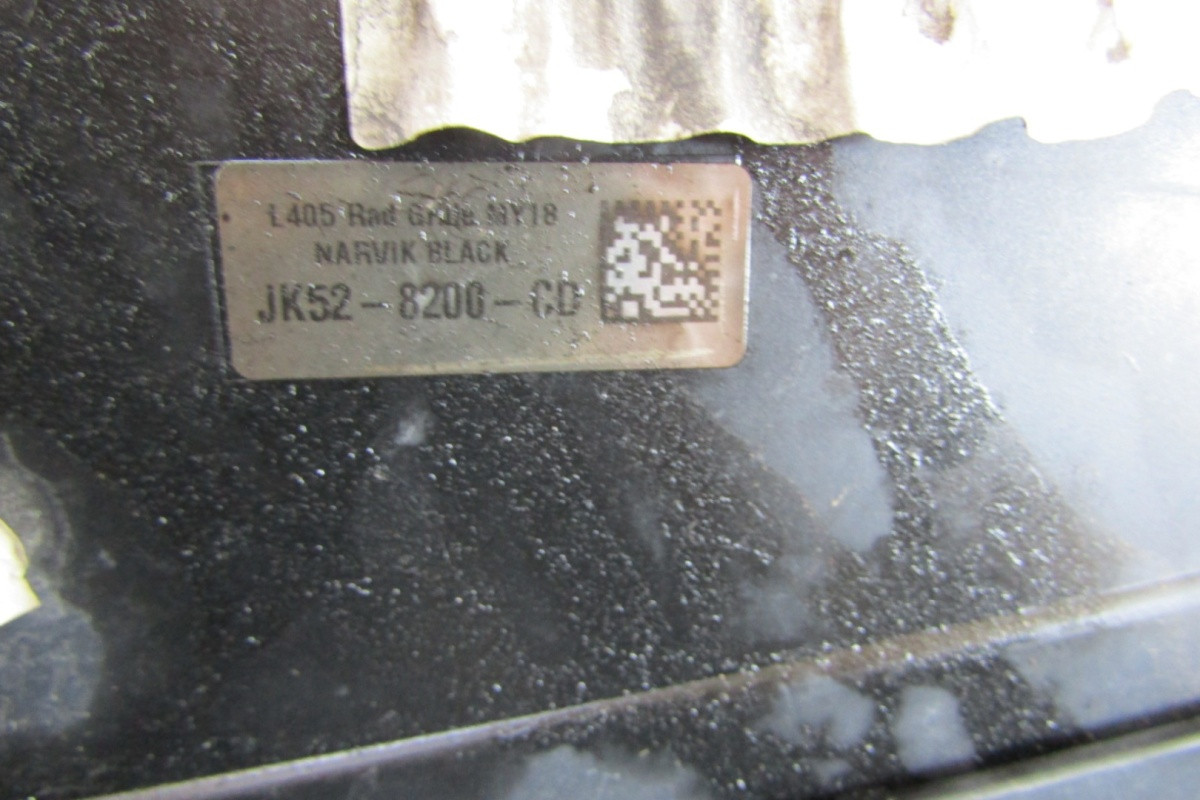 L405 Rad Grille MY18
NARVIK BLACK
JK52-8200-CD